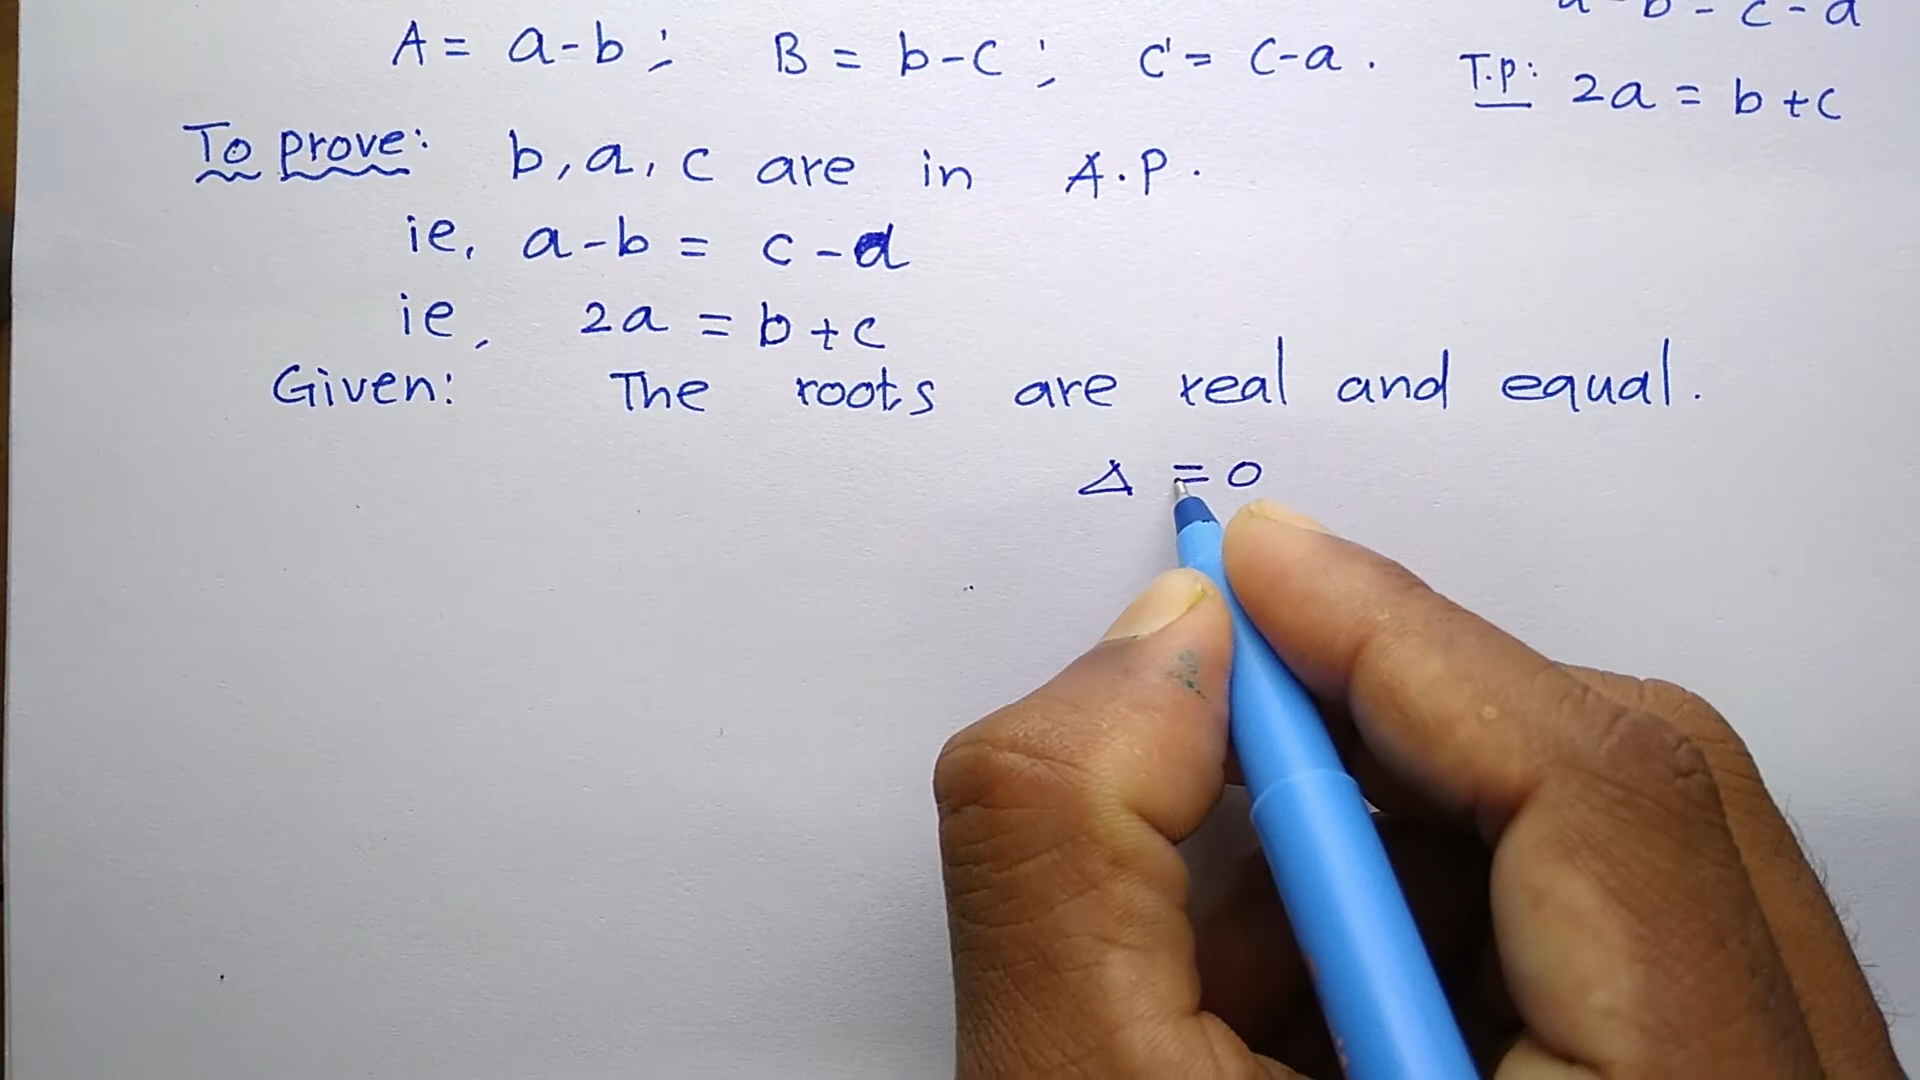 a - b = c - a
A = a - b ; B = b - c ; C = c - a .
T.P: 2a = b + c
To prove: b, a, c are in A.P.
ie, a - b = c - a
ie, 2a = b + c
Given: The roots are real and equal.
Δ = 0